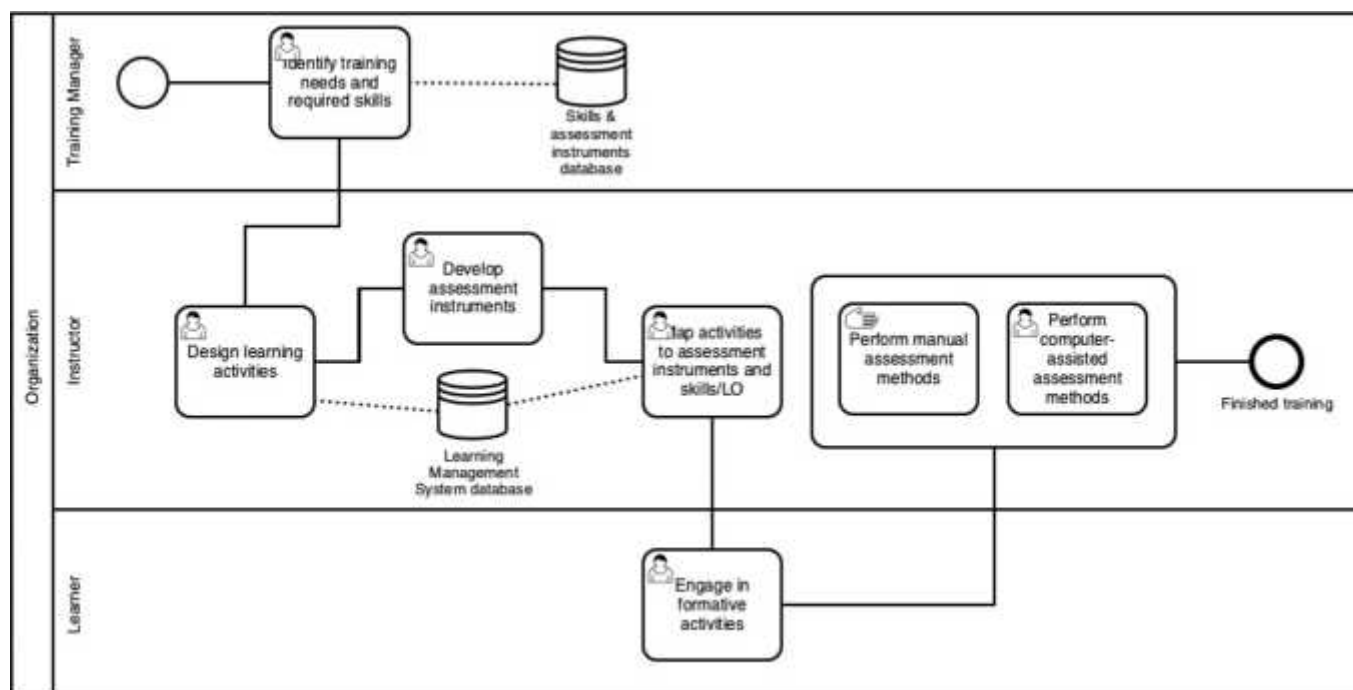 Organization
Training Manager
Identify training
needs and
required skills
Skills &
assessment
instruments
database
Instructor
Design learning
activities
Develop
assessment
instruments
Learning
Management
System database
activities
to assessment
instruments and
skills/LO
Perform manual
assessment
methods
Perform
computer-
assisted
assessment
methods
Finished training
Learner
Engage in
formative
activities